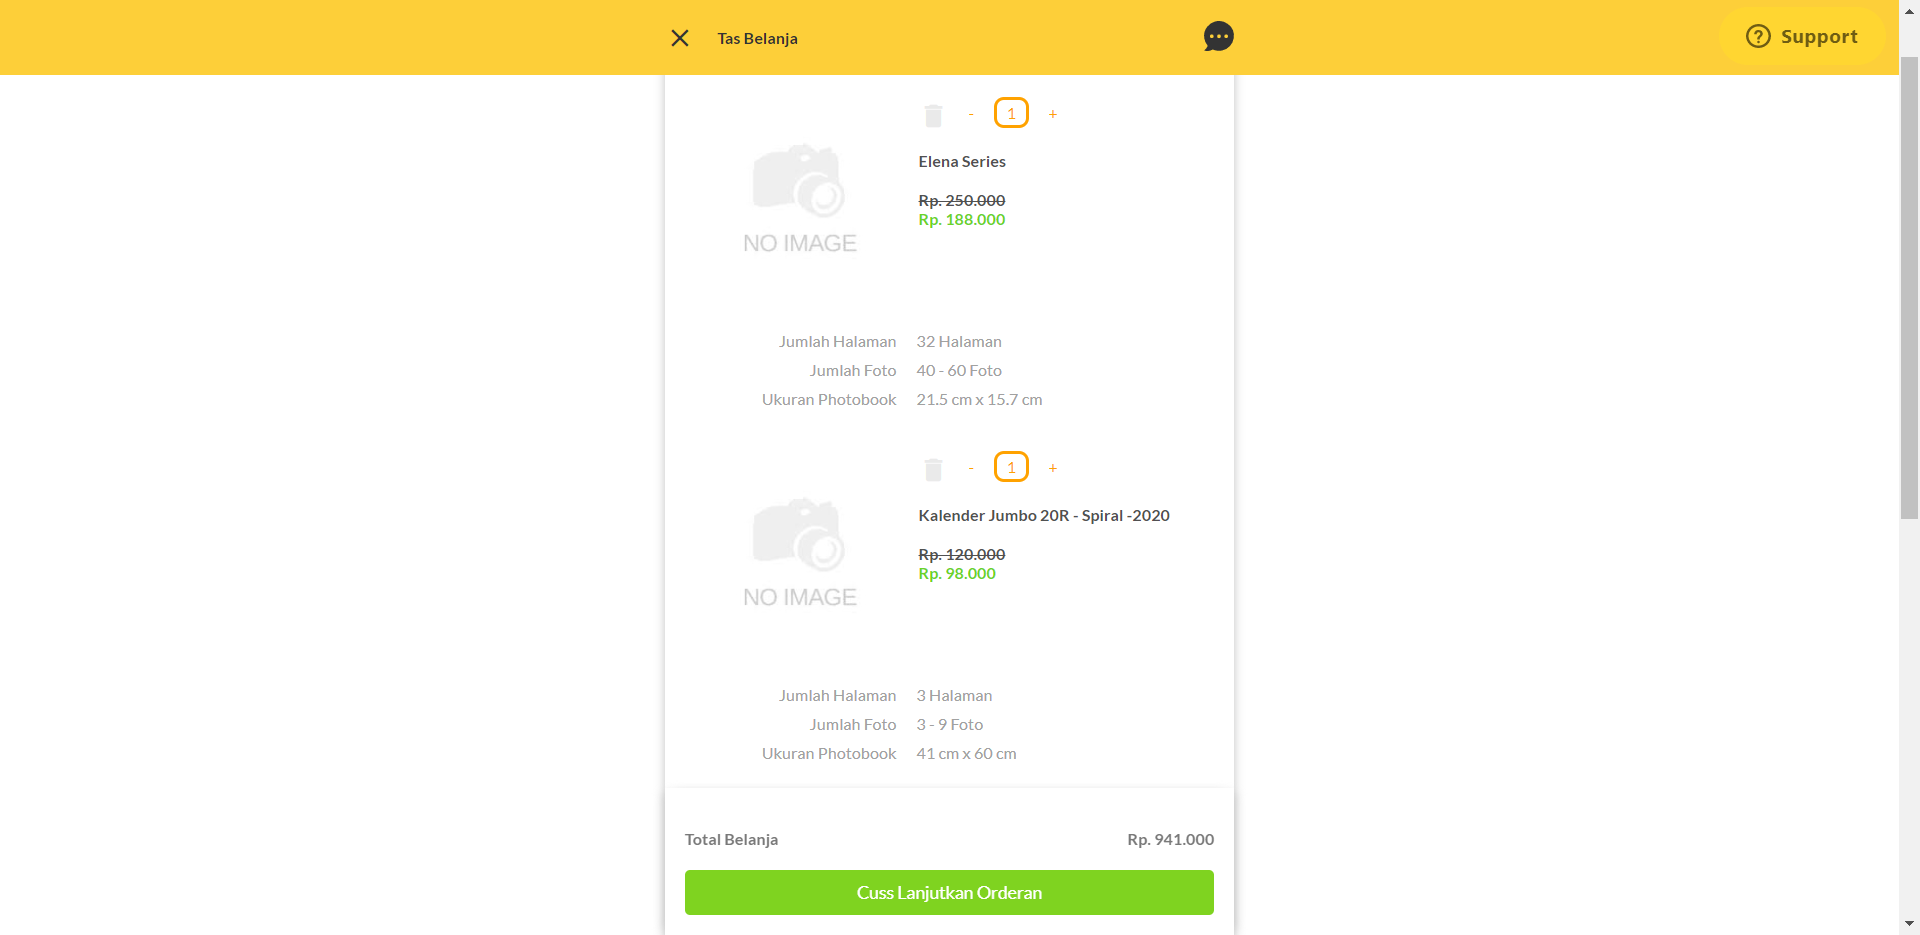 Tas Belanja
Support
- 1 +
Elena Series
Rp. 250.000
Rp. 188.000
NO IMAGE
Jumlah Halaman 32 Halaman
Jumlah Foto 40 - 60 Foto
Ukuran Photobook 21.5 cm x 15.7 cm
- 1 +
Kalender Jumbo 20R - Spiral -2020
Rp. 120.000
Rp. 98.000
NO IMAGE
Jumlah Halaman 3 Halaman
Jumlah Foto 3 - 9 Foto
Ukuran Photobook 41 cm x 60 cm
Total Belanja Rp. 941.000
Cuss Lanjutkan Orderan